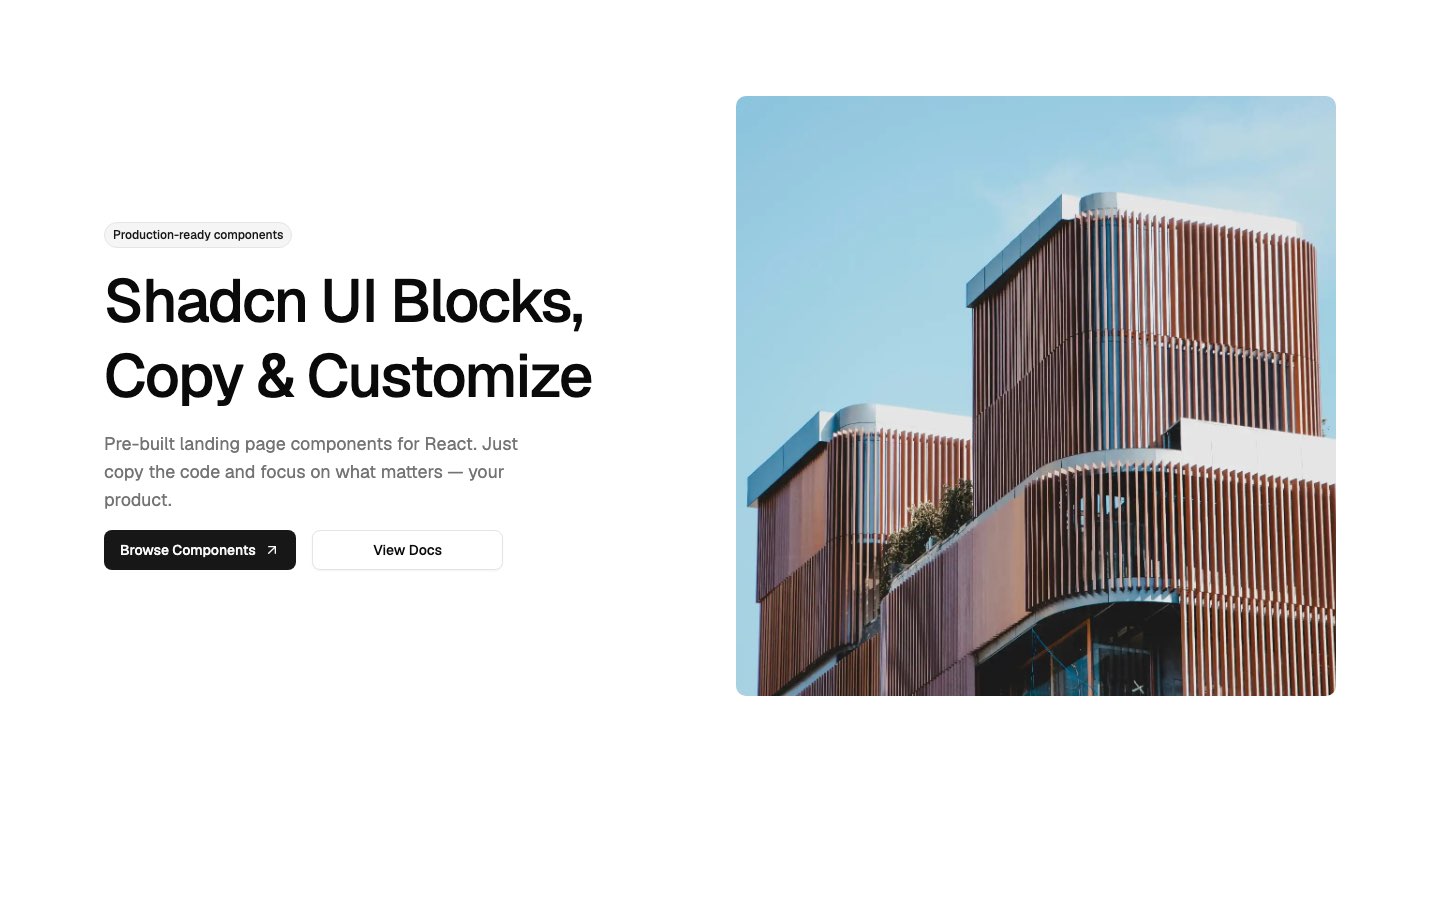 Production-ready components
Shadcn UI Blocks,
Copy & Customize
Pre-built landing page components for React. Just
copy the code and focus on what matters — your
product.
Browse Components
View Docs